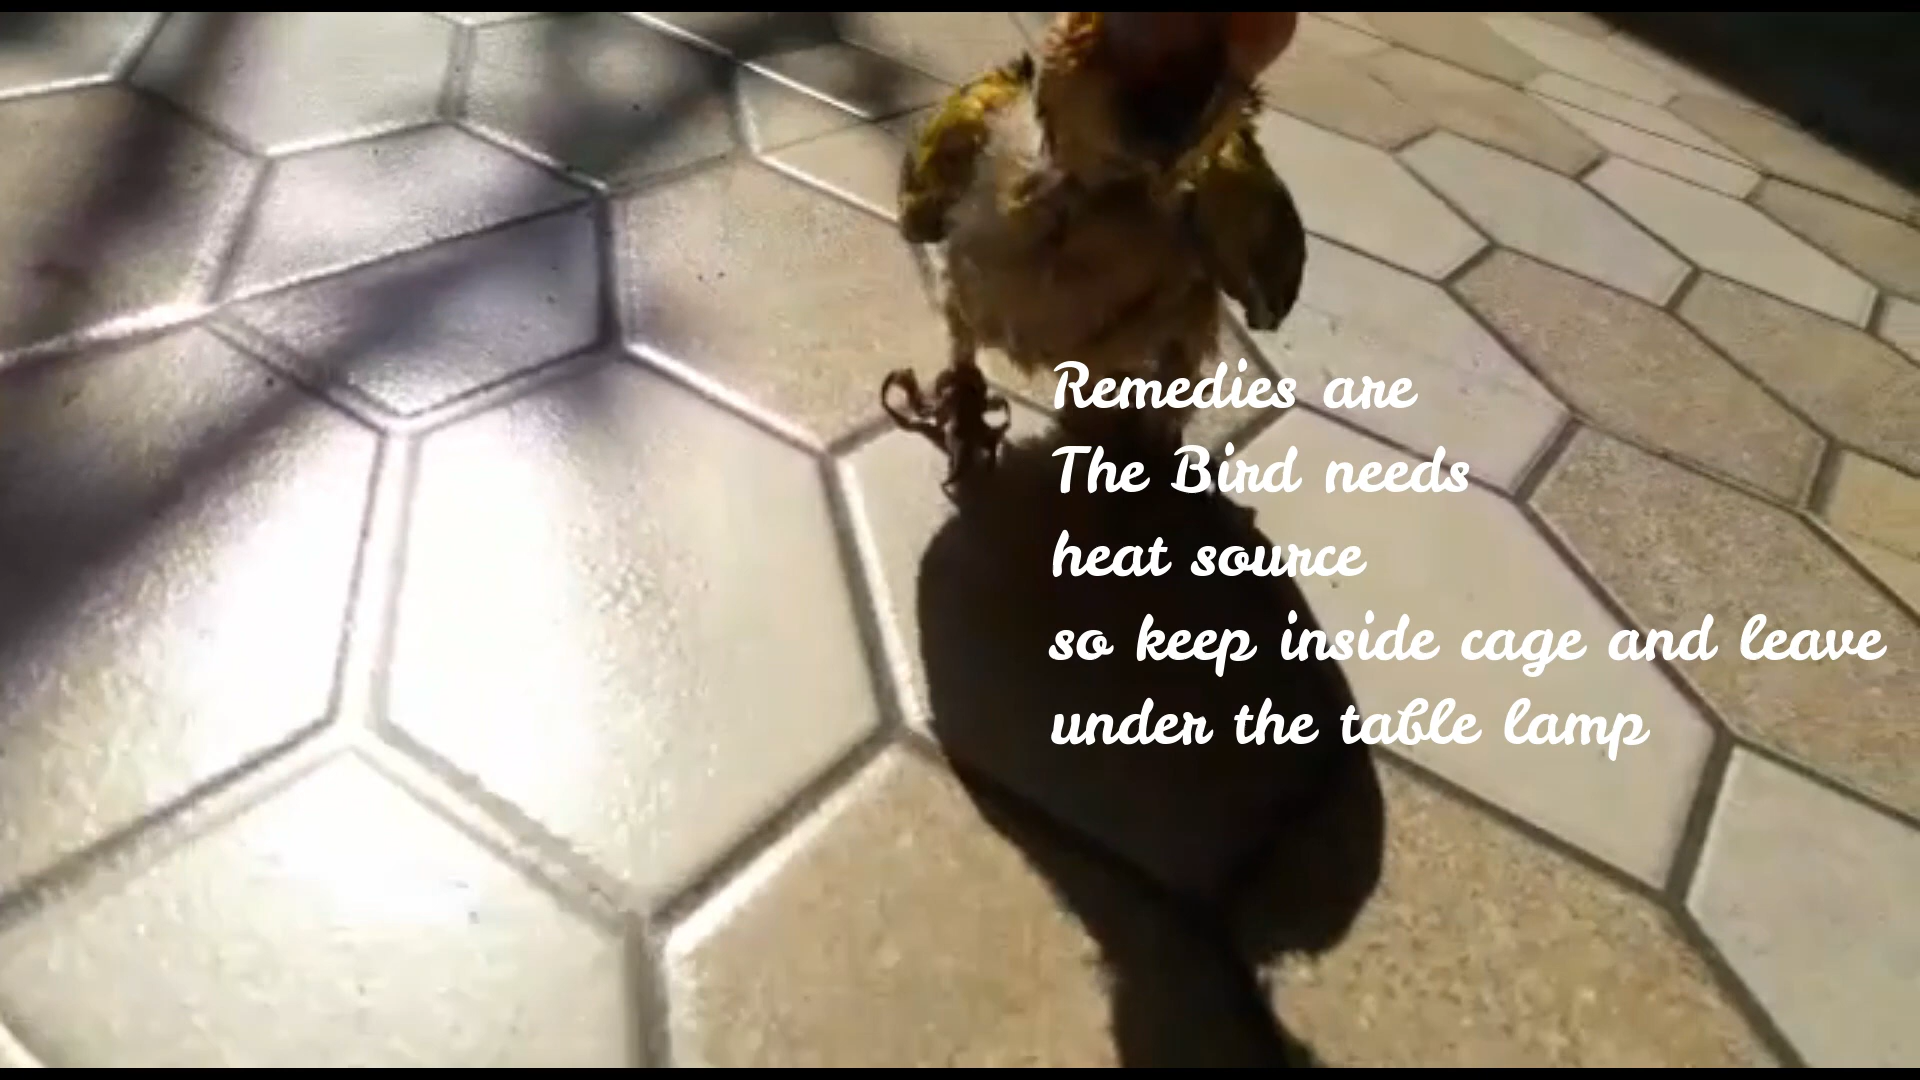 Remedies are
The Bird needs
heat source
so keep inside cage and leave
under the table lamp